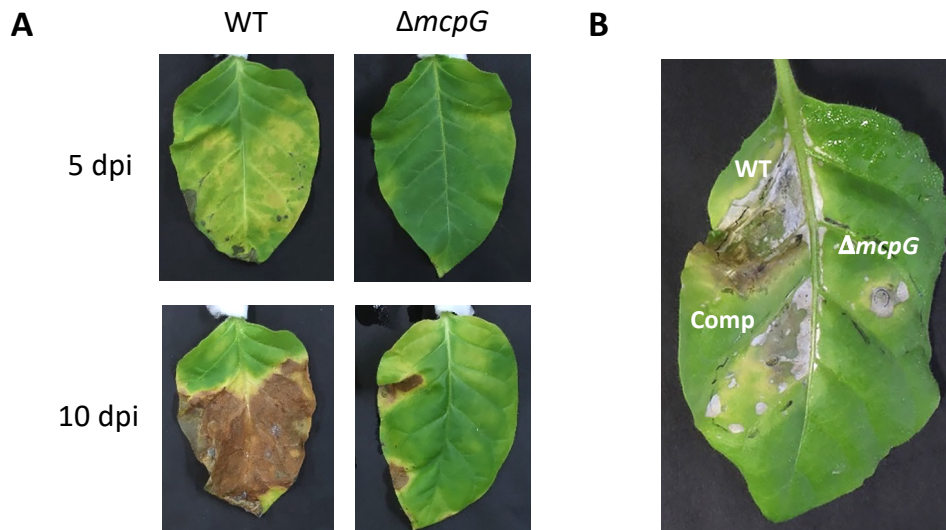 A
WT
ΔmcpG
5 dpi
10 dpi
B
WT
ΔmcpG
Comp